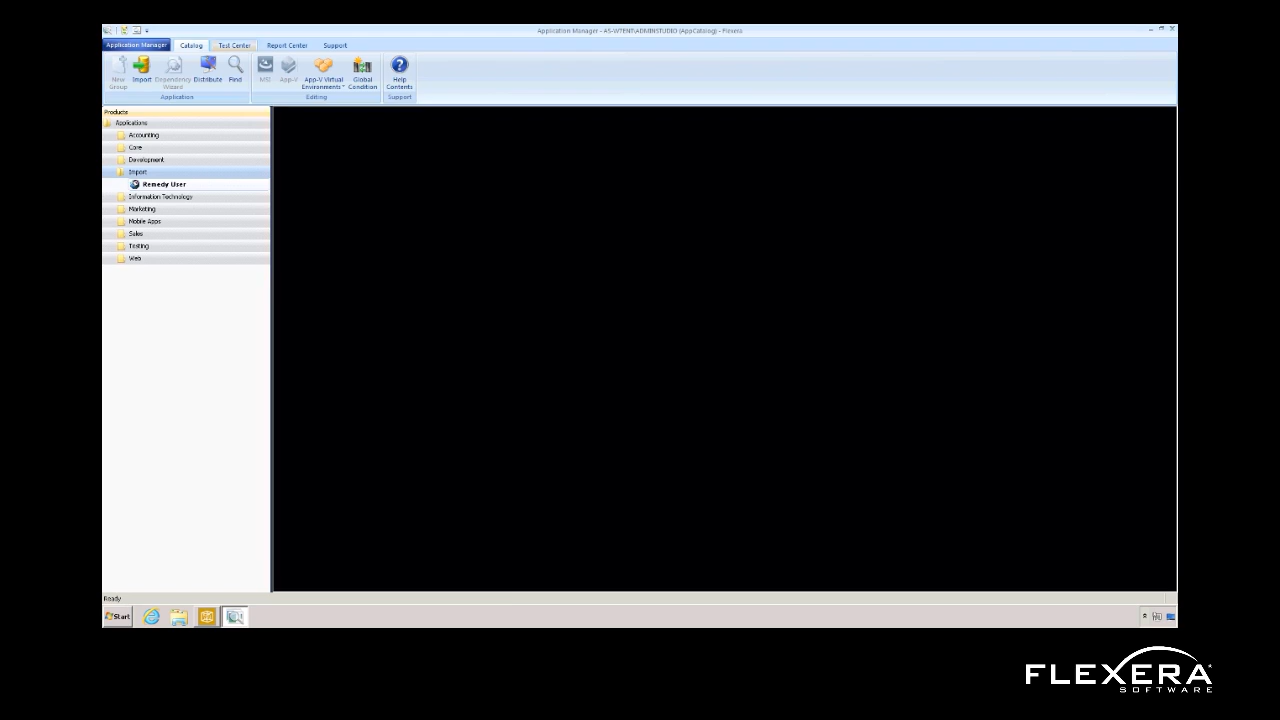 Application Manager - AS-WTENT\ADMINSTUDIO (AppCatalog) - Flexera
Application Manager Catalog Test Center Report Center Support
New Group Import Dependency Wizard Distribute Find MSI App-V App-V Virtual Environments Global Condition Help Contents
Application Editing Support
Products
Applications
Accounting
Core
Development
Import
Remedy User
Information Technology
Marketing
Mobile Apps
Sales
Testing
Web
Ready
Start
FLEXERA
SOFTWARE